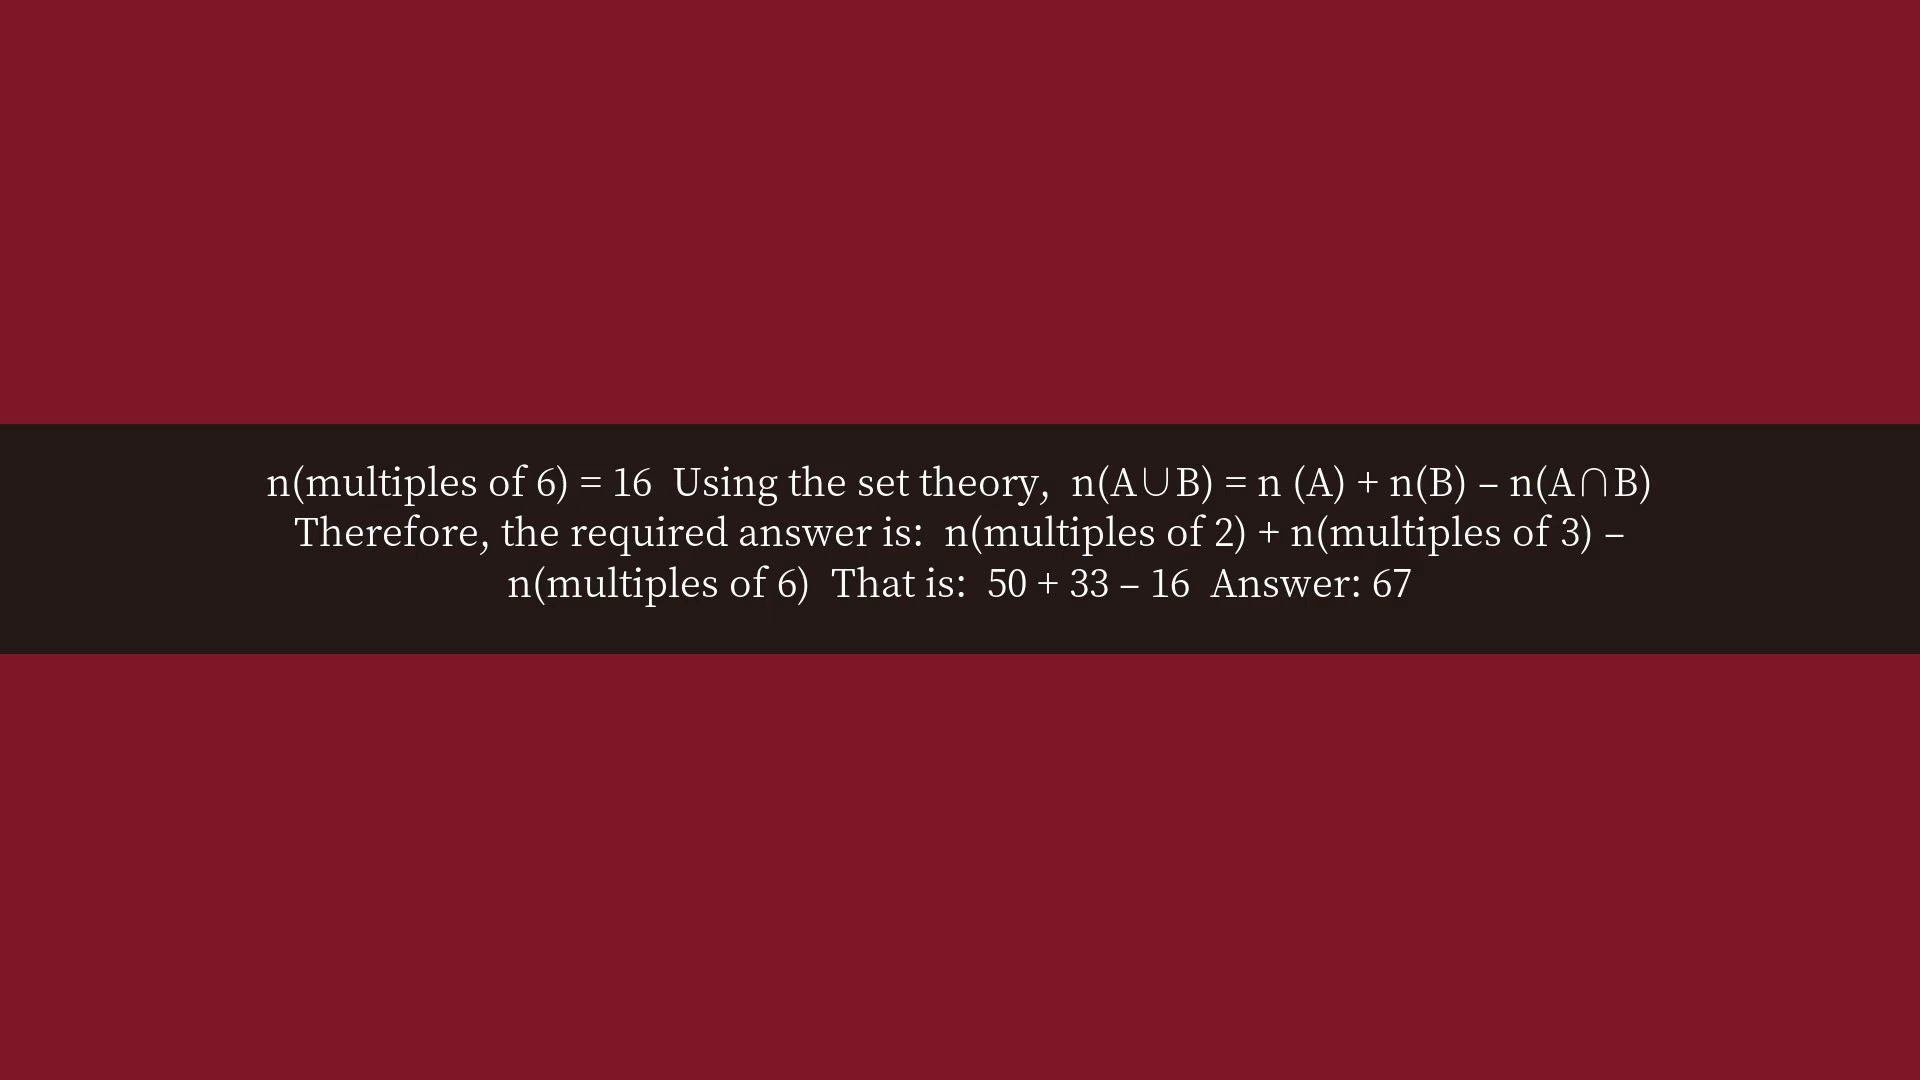 n(multiples of 6) = 16  Using the set theory,  n(A∪B) = n (A) + n(B) – n(A∩B)
Therefore, the required answer is:  n(multiples of 2) + n(multiples of 3) –
n(multiples of 6)  That is:  50 + 33 – 16  Answer: 67